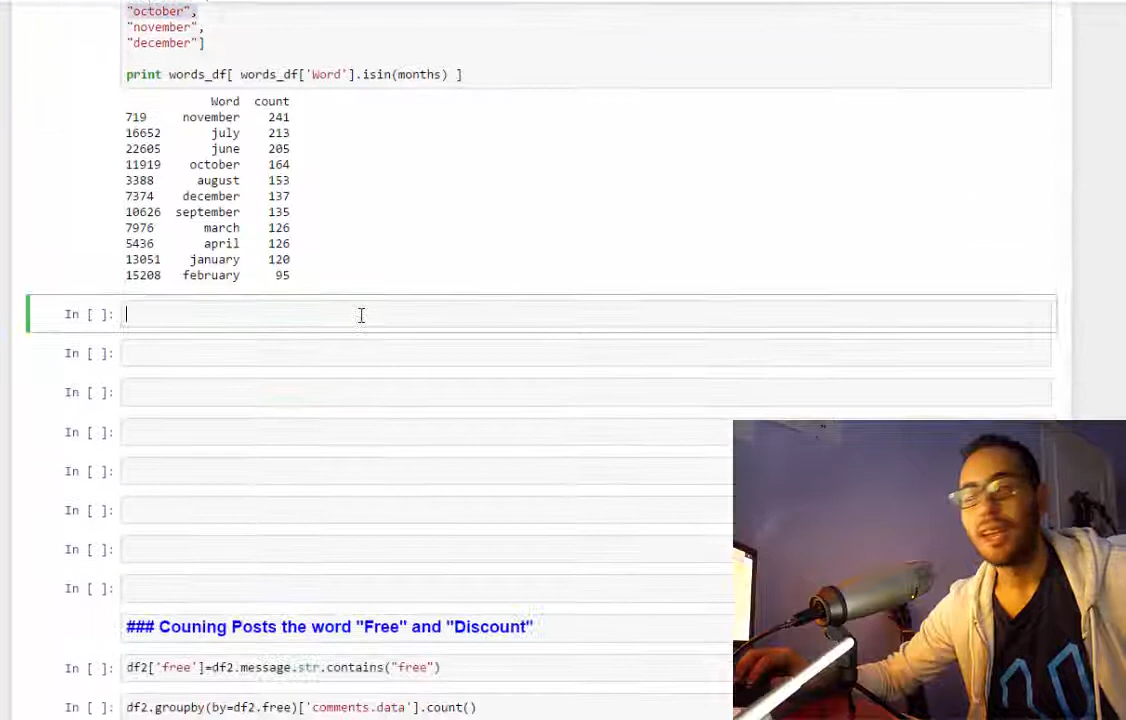 "october",
"november",
"december"]
print words_df[ words_df['Word'].isin(months) ]
Word count
719 november 241
16652 july 213
22605 june 205
11919 october 164
3388 august 153
7374 december 137
10626 september 135
7976 march 126
5436 april 126
13051 january 120
15208 february 95
In [ ]:
In [ ]:
In [ ]:
In [ ]:
In [ ]:
In [ ]:
In [ ]:
In [ ]:
### Couning Posts the word "Free" and "Discount"
In [ ]: df2['free']=df2.message.str.contains("free")
In [ ]: df2.groupby(by=df2.free)['comments.data'].count()